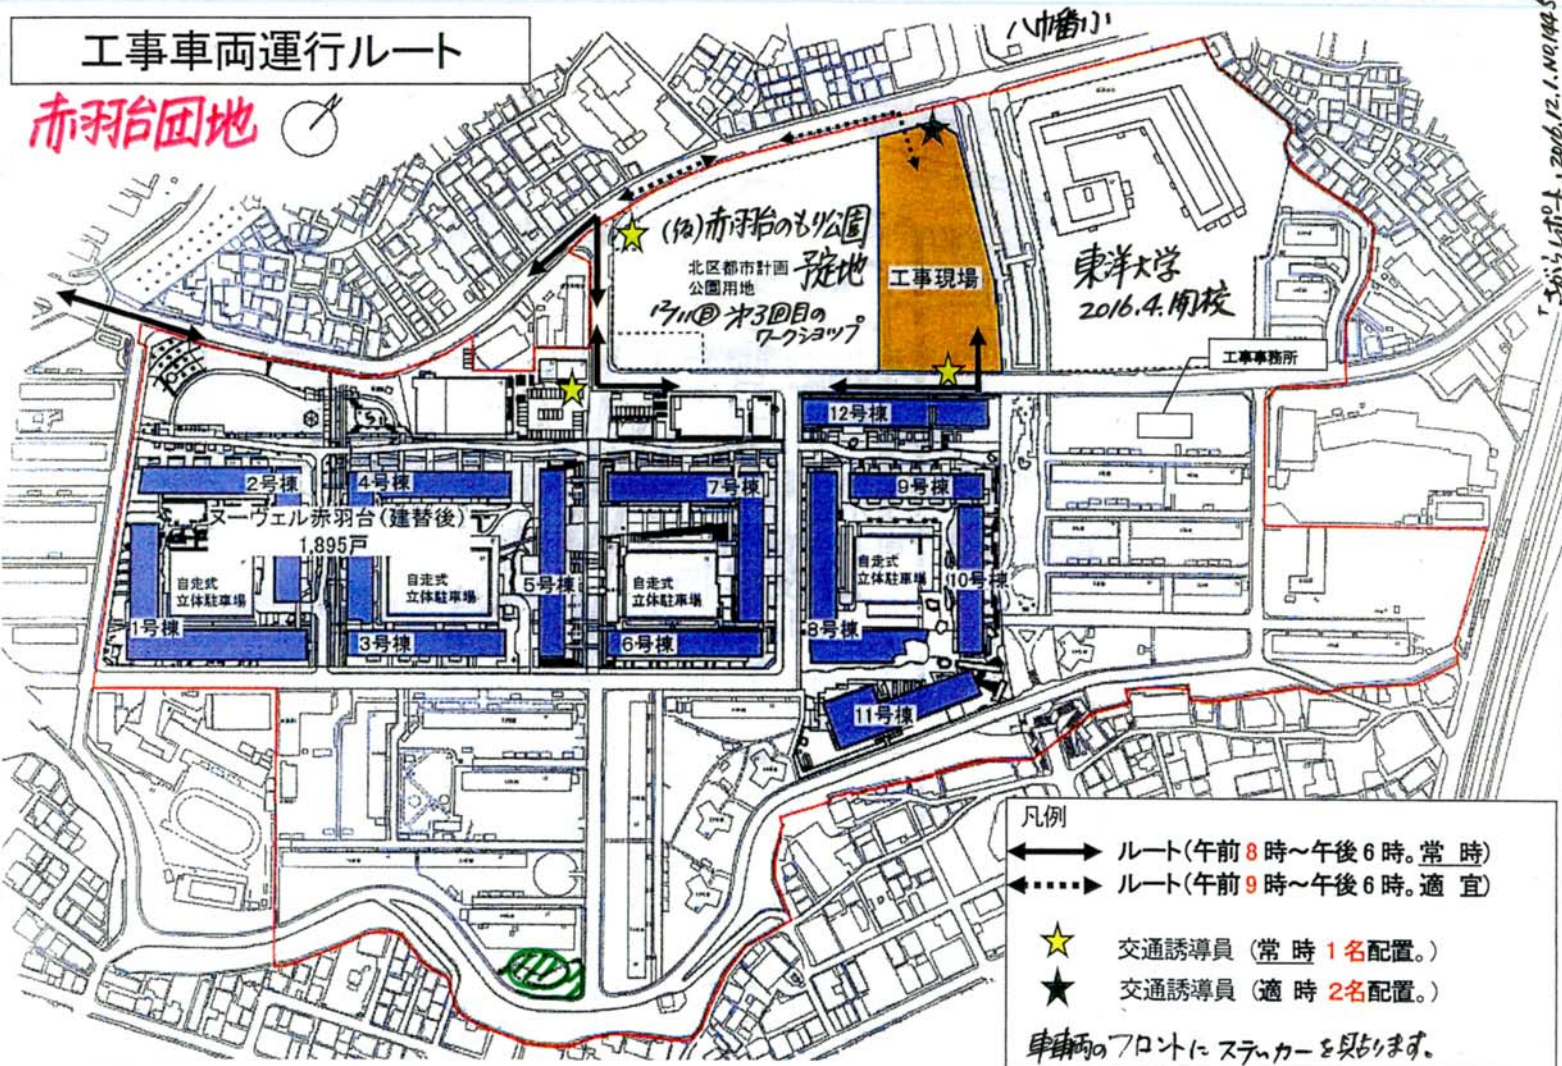 工事車両運行ルート
赤羽台団地
八幡小
(仮)赤羽台のもり公園
予定地
北区都市計画
公園用地
12/11㊐ 第3回目の
ワークショップ
工事現場
東洋大学
2016.4.開校
工事事務所
12号棟
2号棟
4号棟
7号棟
9号棟
ヌーヴェル赤羽台(建替後)
1,895戸
自走式
立体駐車場
自走式
立体駐車場
5号棟
自走式
立体駐車場
自走式
立体駐車場
10号棟
1号棟
3号棟
6号棟
8号棟
11号棟
凡例
ルート(午前8時~午後6時。常 時)
ルート(午前9時~午後6時。適 宜)
交通誘導員 (常 時 1名配置。)
交通誘導員 (適 時 2名配置。)
車輌のフロントに ステッカーを貼ります。
2016.12.1.NO.1443